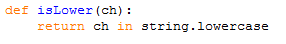 def isLower(ch):
    return ch in string.lowercase